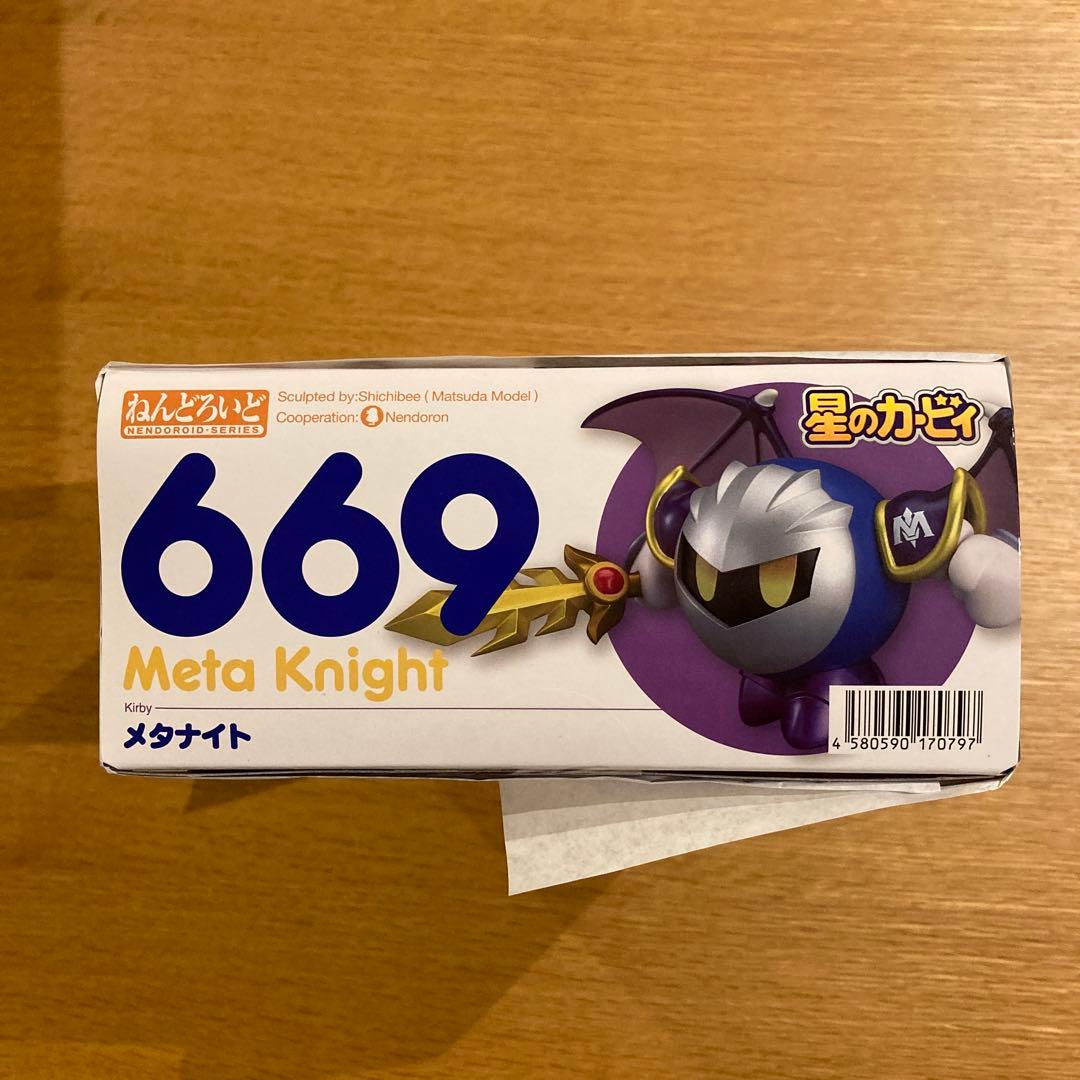 ねんどろいど
NENDOROID-SERIES
Sculpted by:Shichibee ( Matsuda Model )
Cooperation: Nendoron
星のカービィ
669
M
Meta Knight
Kirby
メタナイト
4 580590 170797